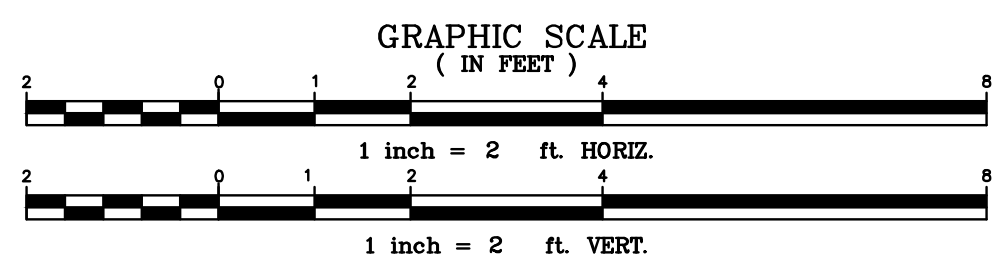 GRAPHIC SCALE
( IN FEET )
2 0 1 2 4 8
1 inch = 2 ft. HORIZ.
2 0 1 2 4 8
1 inch = 2 ft. VERT.